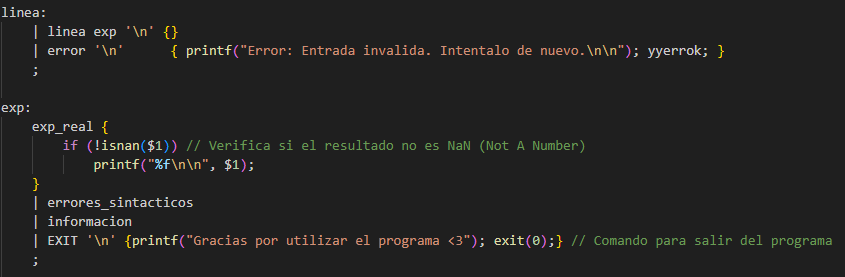 linea:
    | linea exp '\n' {}
    | error '\n'      { printf("Error: Entrada invalida. Intentalo de nuevo.\n\n"); yyerrok; }
    ;
exp:
    exp_real {
        if (!isnan($1)) // Verifica si el resultado no es NaN (Not A Number)
            printf("%f\n\n", $1);
    }
    | errores_sintacticos
    | informacion
    | EXIT '\n' {printf("Gracias por utilizar el programa <3"); exit(0);} // Comando para salir del programa
    ;